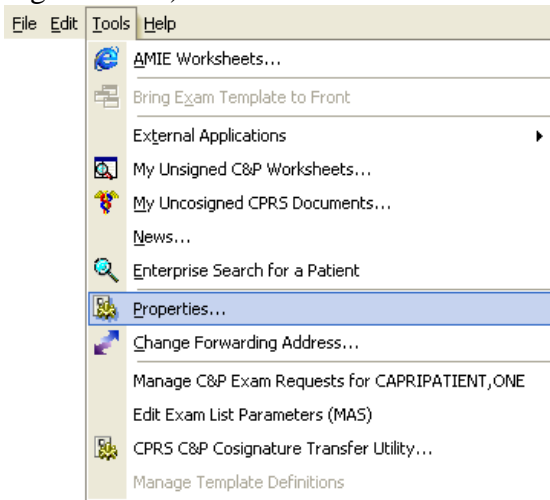 File Edit Tools Help
AMIE Worksheets...
Bring Exam Template to Front
External Applications
My Unsigned C&P Worksheets...
My Uncosigned CPRS Documents...
News...
Enterprise Search for a Patient
Properties...
Change Forwarding Address...
Manage C&P Exam Requests for CAPRIPATIENT,ONE
Edit Exam List Parameters (MAS)
CPRS C&P Cosignature Transfer Utility...
Manage Template Definitions